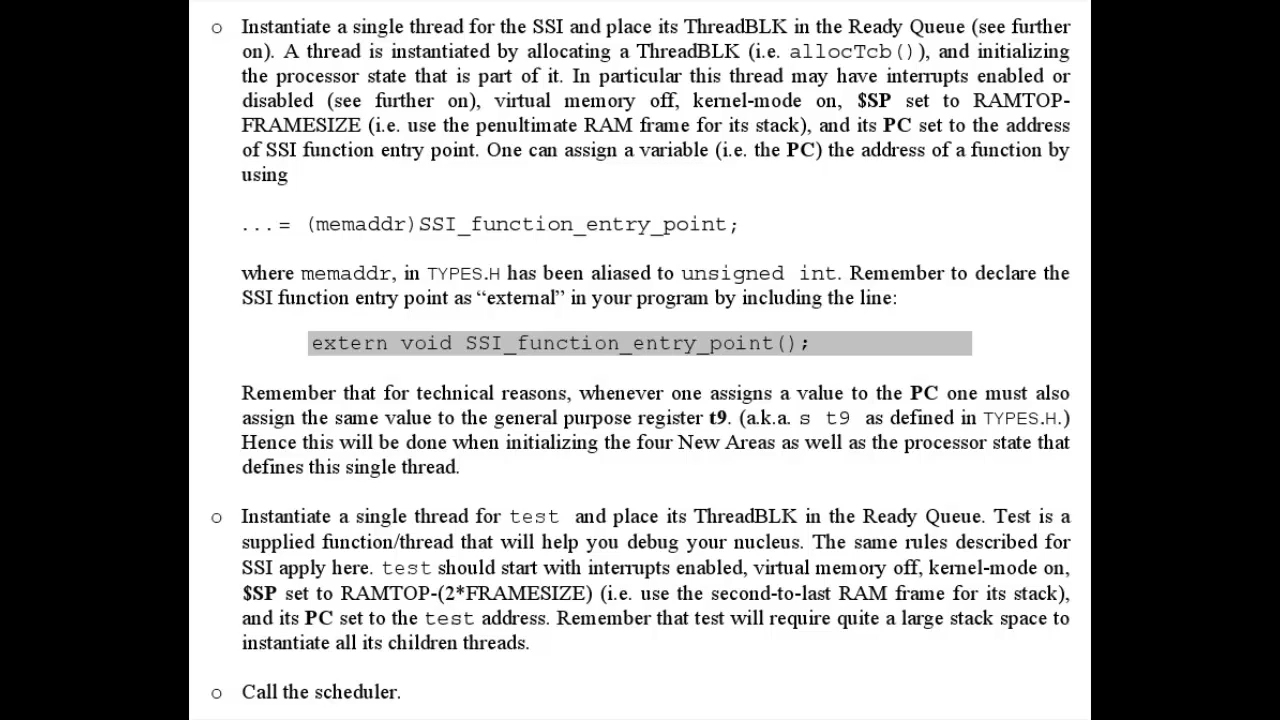 o Instantiate a single thread for the SSI and place its ThreadBLK in the Ready Queue (see further
on). A thread is instantiated by allocating a ThreadBLK (i.e. allocTcb()), and initializing
the processor state that is part of it. In particular this thread may have interrupts enabled or
disabled (see further on), virtual memory off, kernel-mode on, $SP set to RAMTOP-
FRAMESIZE (i.e. use the penultimate RAM frame for its stack), and its PC set to the address
of SSI function entry point. One can assign a variable (i.e. the PC) the address of a function by
using
...= (memaddr)SSI_function_entry_point;
where memaddr, in TYPES.H has been aliased to unsigned int. Remember to declare the
SSI function entry point as “external” in your program by including the line:
extern void SSI_function_entry_point();
Remember that for technical reasons, whenever one assigns a value to the PC one must also
assign the same value to the general purpose register t9. (a.k.a. s t9 as defined in TYPES.H.)
Hence this will be done when initializing the four New Areas as well as the processor state that
defines this single thread.
o Instantiate a single thread for test and place its ThreadBLK in the Ready Queue. Test is a
supplied function/thread that will help you debug your nucleus. The same rules described for
SSI apply here. test should start with interrupts enabled, virtual memory off, kernel-mode on,
$SP set to RAMTOP-(2*FRAMESIZE) (i.e. use the second-to-last RAM frame for its stack),
and its PC set to the test address. Remember that test will require quite a large stack space to
instantiate all its children threads.
o Call the scheduler.